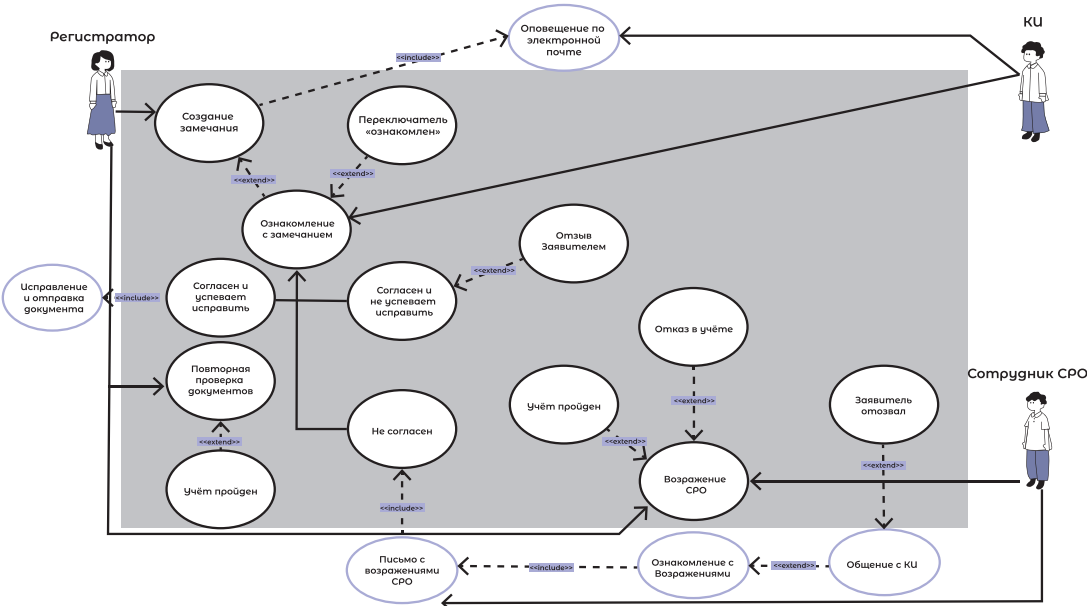 Оповещение по
электронной
почте
КИ
Регистратор
<<include>>
Создание
замечания
Переключатель
«ознакомлен»
<<extend>>
<<extend>>
Ознакомление
с замечанием
Отзыв
Заявителем
<<extend>>
Исправление
и отправка
документа
<<include>>
Согласен и
успевает
исправить
Согласен и
не успевает
исправить
Отказ в учёте
Повторная
проверка
документов
Сотрудник СРО
<<extend>>
Учёт пройден
Заявитель
отозвал
Не согласен
<<extend>>
<<extend>>
<<extend>>
Учёт пройден
Возражение
СРО
<<include>>
Письмо с
возражениями
СРО
<<include>>
Ознакомление с
Возражениями
<<extend>>
Общение с КИ